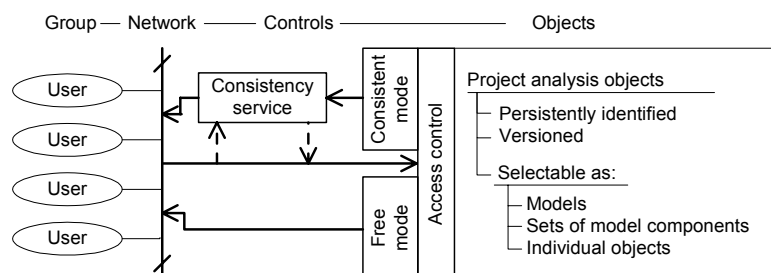 Group Network Controls Objects
User
User
User
User
Consistency
service
Consistent
mode
Free
mode
Access control
Project analysis objects
Persistently identified
Versioned
Selectable as:
Models
Sets of model components
Individual objects